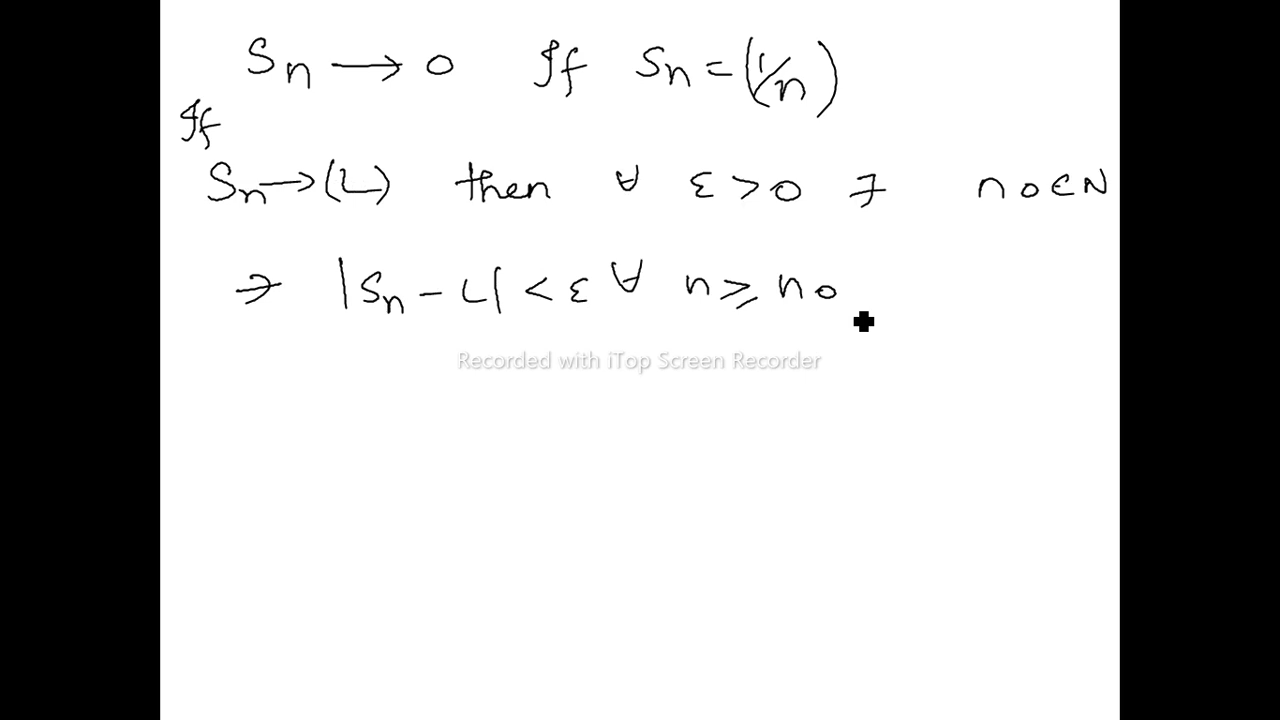 Sn → 0 If Sn = (1/n)
If
Sn → (L) then ∀ ε > 0 ∃ n0 ∈ N
∋ |Sn - L| < ε ∀ n ≥ n0
Recorded with iTop Screen Recorder